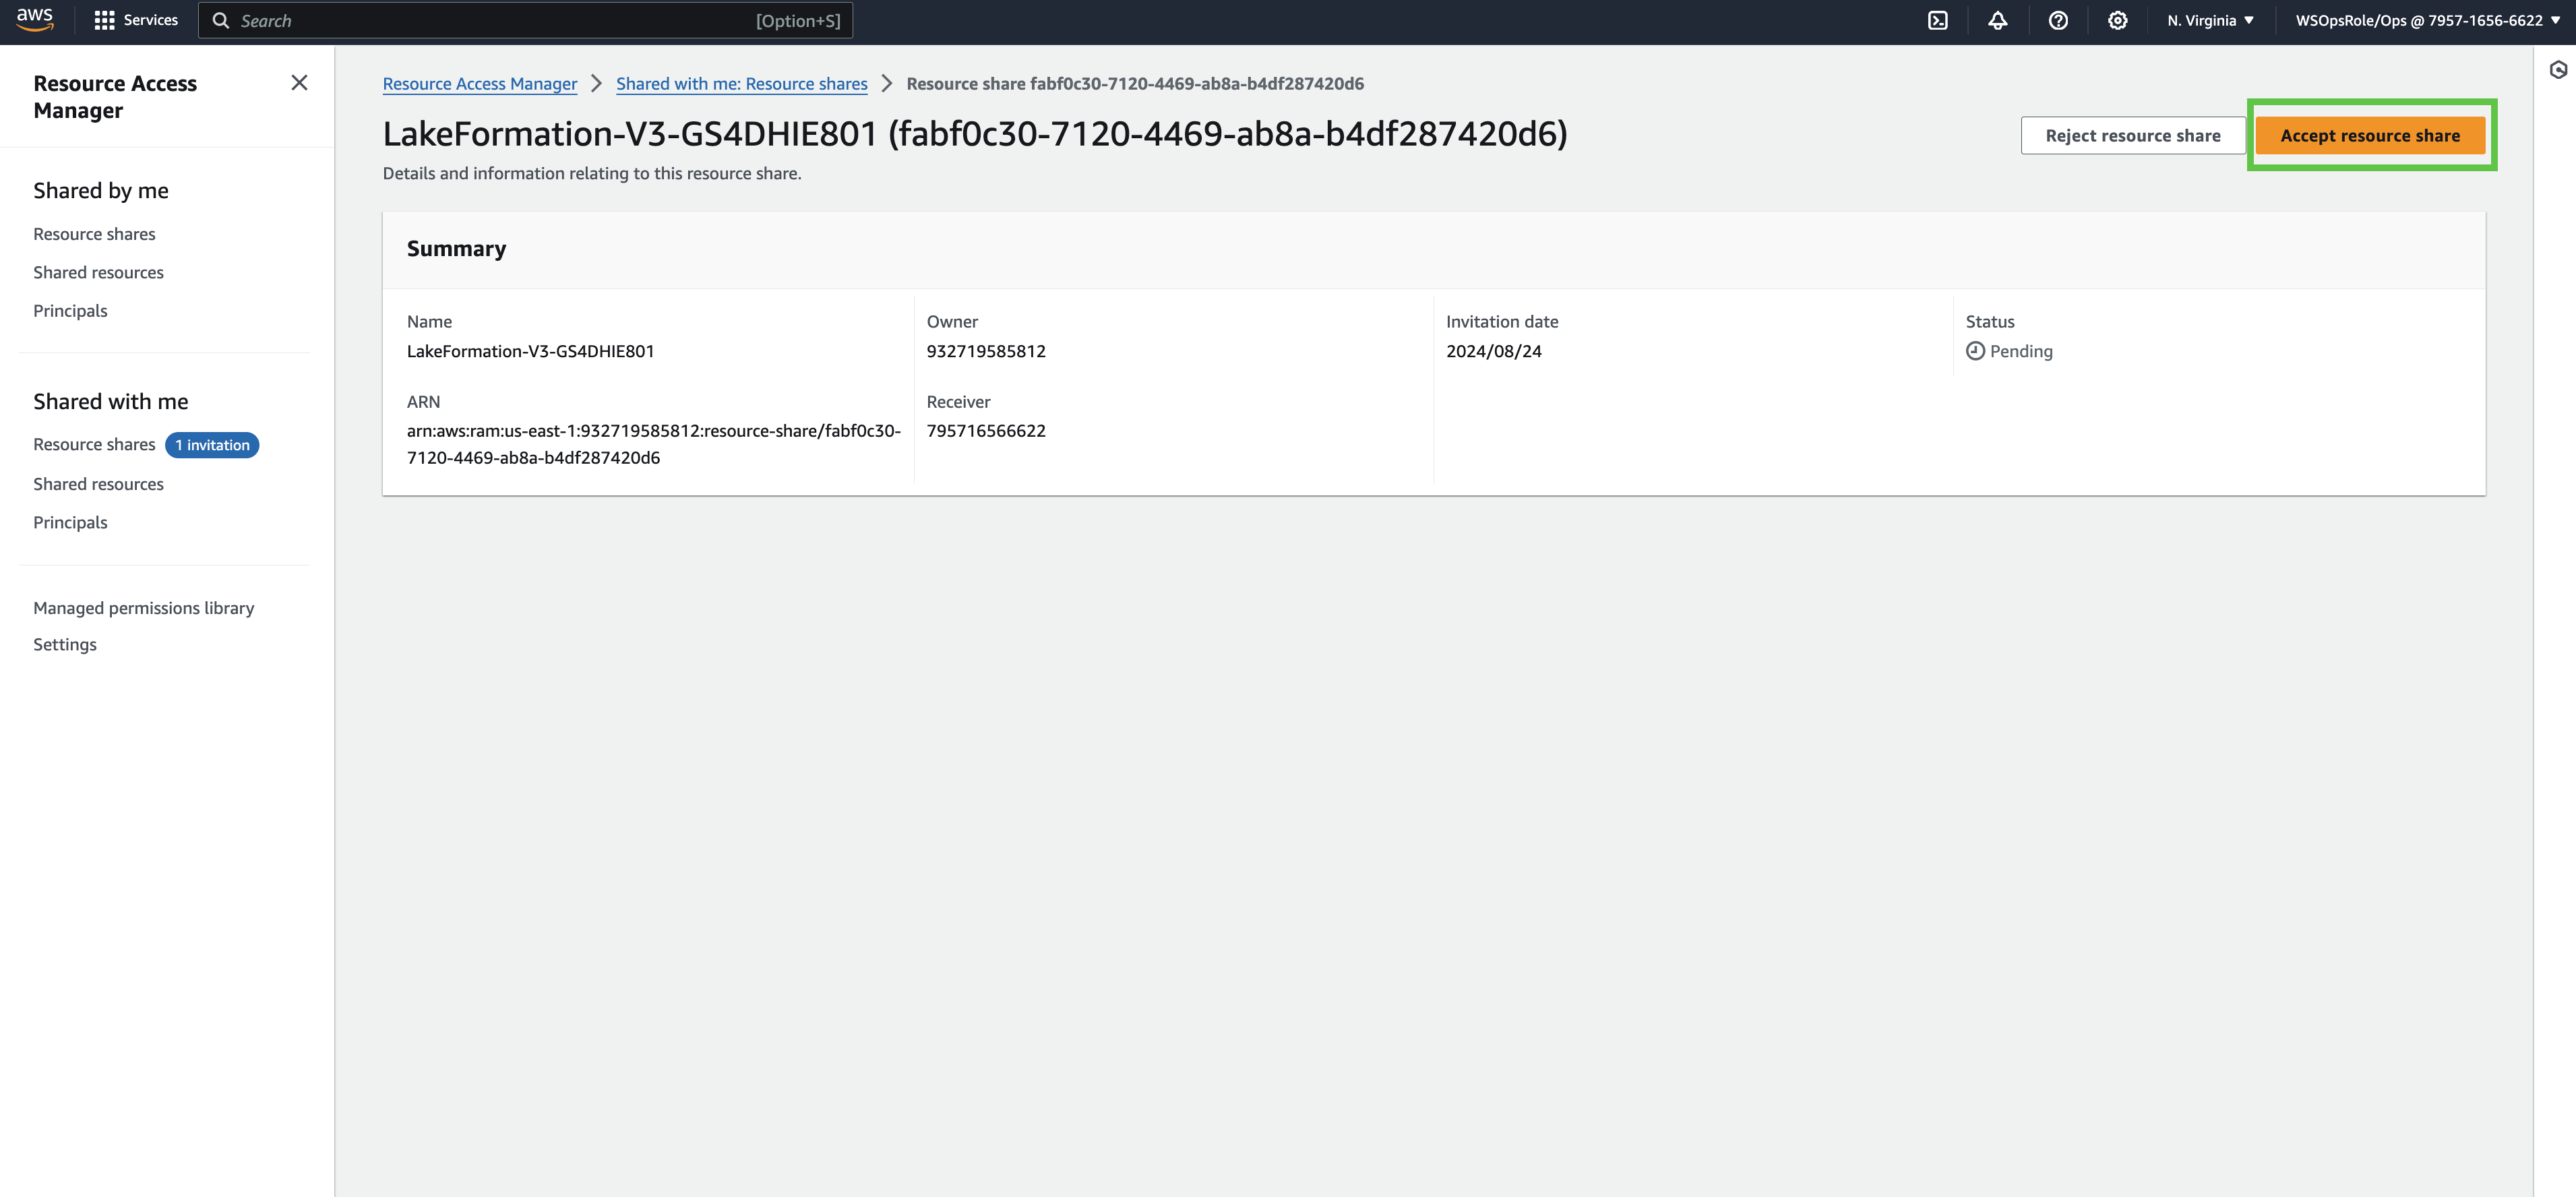 aws
Services
Search
[Option+S]
N. Virginia
WSOpsRole/Ops @ 7957-1656-6622
Resource Access
Manager
Shared by me
Resource shares
Shared resources
Principals
Shared with me
Resource shares 1 invitation
Shared resources
Principals
Managed permissions library
Settings
Resource Access Manager > Shared with me: Resource shares > Resource share fabf0c30-7120-4469-ab8a-b4df287420d6
LakeFormation-V3-GS4DHIE801 (fabf0c30-7120-4469-ab8a-b4df287420d6)
Details and information relating to this resource share.
Reject resource share
Accept resource share
Summary
Name
LakeFormation-V3-GS4DHIE801
ARN
arn:aws:ram:us-east-1:932719585812:resource-share/fabf0c30-
7120-4469-ab8a-b4df287420d6
Owner
932719585812
Receiver
795716566622
Invitation date
2024/08/24
Status
Pending